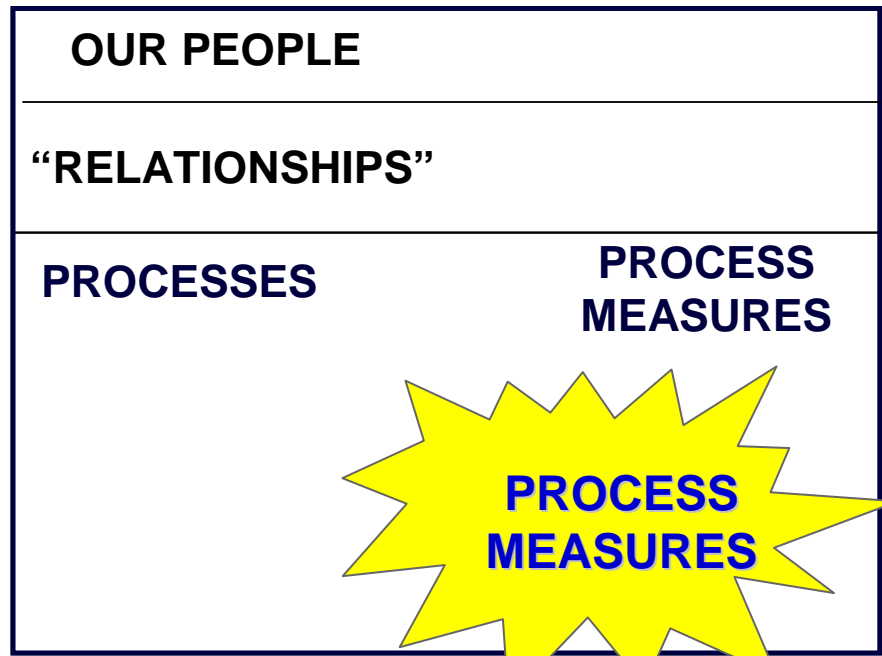 OUR PEOPLE
“RELATIONSHIPS”
PROCESSES
PROCESS
MEASURES
PROCESS
MEASURES